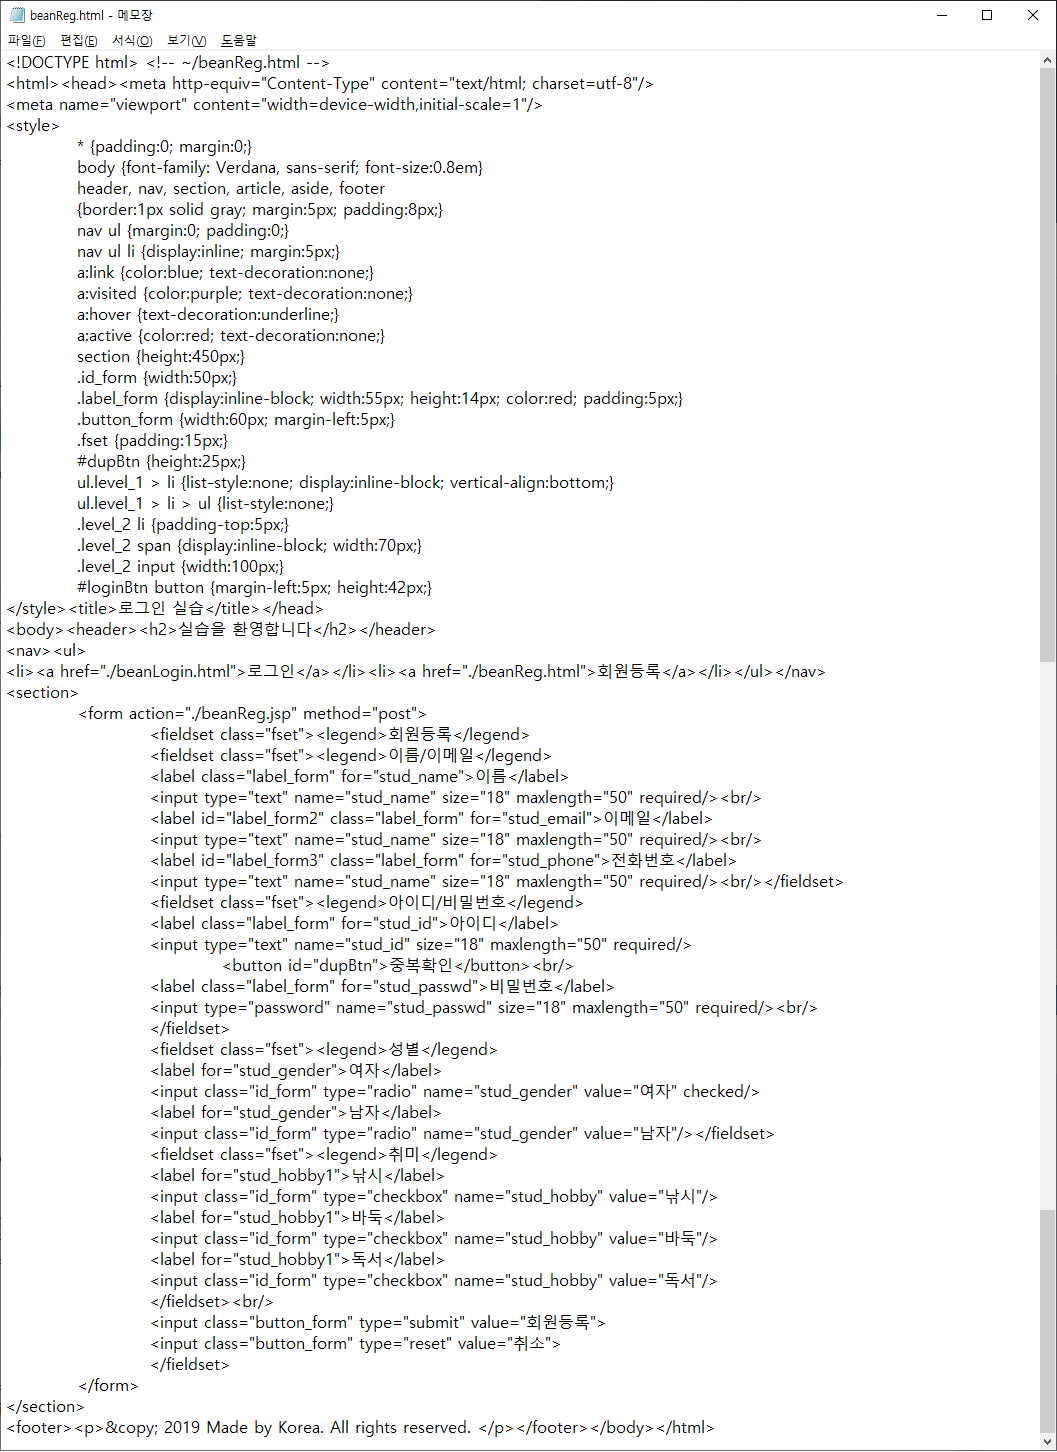 beanReg.html - 메모장
파일(F) 편집(E) 서식(O) 보기(V) 도움말
<!DOCTYPE html> <!-- ~/beanReg.html -->
<html><head><meta http-equiv="Content-Type" content="text/html; charset=utf-8"/>
<meta name="viewport" content="width=device-width,initial-scale=1"/>
<style>
* {padding:0; margin:0;}
body {font-family: Verdana, sans-serif; font-size:0.8em}
header, nav, section, article, aside, footer
{border:1px solid gray; margin:5px; padding:8px;}
nav ul {margin:0; padding:0;}
nav ul li {display:inline; margin:5px;}
a:link {color:blue; text-decoration:none;}
a:visited {color:purple; text-decoration:none;}
a:hover {text-decoration:underline;}
a:active {color:red; text-decoration:none;}
section {height:450px;}
.id_form {width:50px;}
.label_form {display:inline-block; width:55px; height:14px; color:red; padding:5px;}
.button_form {width:60px; margin-left:5px;}
.fset {padding:15px;}
#dupBtn {height:25px;}
ul.level_1 > li {list-style:none; display:inline-block; vertical-align:bottom;}
ul.level_1 > li > ul {list-style:none;}
.level_2 li {padding-top:5px;}
.level_2 span {display:inline-block; width:70px;}
.level_2 input {width:100px;}
#loginBtn button {margin-left:5px; height:42px;}
</style><title>로그인 실습</title></head>
<body><header><h2>실습을 환영합니다</h2></header>
<nav><ul>
<li><a href="./beanLogin.html">로그인</a></li><li><a href="./beanReg.html">회원등록</a></li></ul></nav>
<section>
<form action="./beanReg.jsp" method="post">
<fieldset class="fset"><legend>회원등록</legend>
<fieldset class="fset"><legend>이름/이메일</legend>
<label class="label_form" for="stud_name">이름</label>
<input type="text" name="stud_name" size="18" maxlength="50" required/><br/>
<label id="label_form2" class="label_form" for="stud_email">이메일</label>
<input type="text" name="stud_name" size="18" maxlength="50" required/><br/>
<label id="label_form3" class="label_form" for="stud_phone">전화번호</label>
<input type="text" name="stud_name" size="18" maxlength="50" required/><br/></fieldset>
<fieldset class="fset"><legend>아이디/비밀번호</legend>
<label class="label_form" for="stud_id">아이디</label>
<input type="text" name="stud_id" size="18" maxlength="50" required/>
<button id="dupBtn">중복확인</button><br/>
<label class="label_form" for="stud_passwd">비밀번호</label>
<input type="password" name="stud_passwd" size="18" maxlength="50" required/><br/>
</fieldset>
<fieldset class="fset"><legend>성별</legend>
<label for="stud_gender">여자</label>
<input class="id_form" type="radio" name="stud_gender" value="여자" checked/>
<label for="stud_gender">남자</label>
<input class="id_form" type="radio" name="stud_gender" value="남자"/></fieldset>
<fieldset class="fset"><legend>취미</legend>
<label for="stud_hobby1">낚시</label>
<input class="id_form" type="checkbox" name="stud_hobby" value="낚시"/>
<label for="stud_hobby1">바둑</label>
<input class="id_form" type="checkbox" name="stud_hobby" value="바둑"/>
<label for="stud_hobby1">독서</label>
<input class="id_form" type="checkbox" name="stud_hobby" value="독서"/>
</fieldset><br/>
<input class="button_form" type="submit" value="회원등록">
<input class="button_form" type="reset" value="취소">
</fieldset>
</form>
</section>
<footer><p>&copy; 2019 Made by Korea. All rights reserved. </p></footer></body></html>